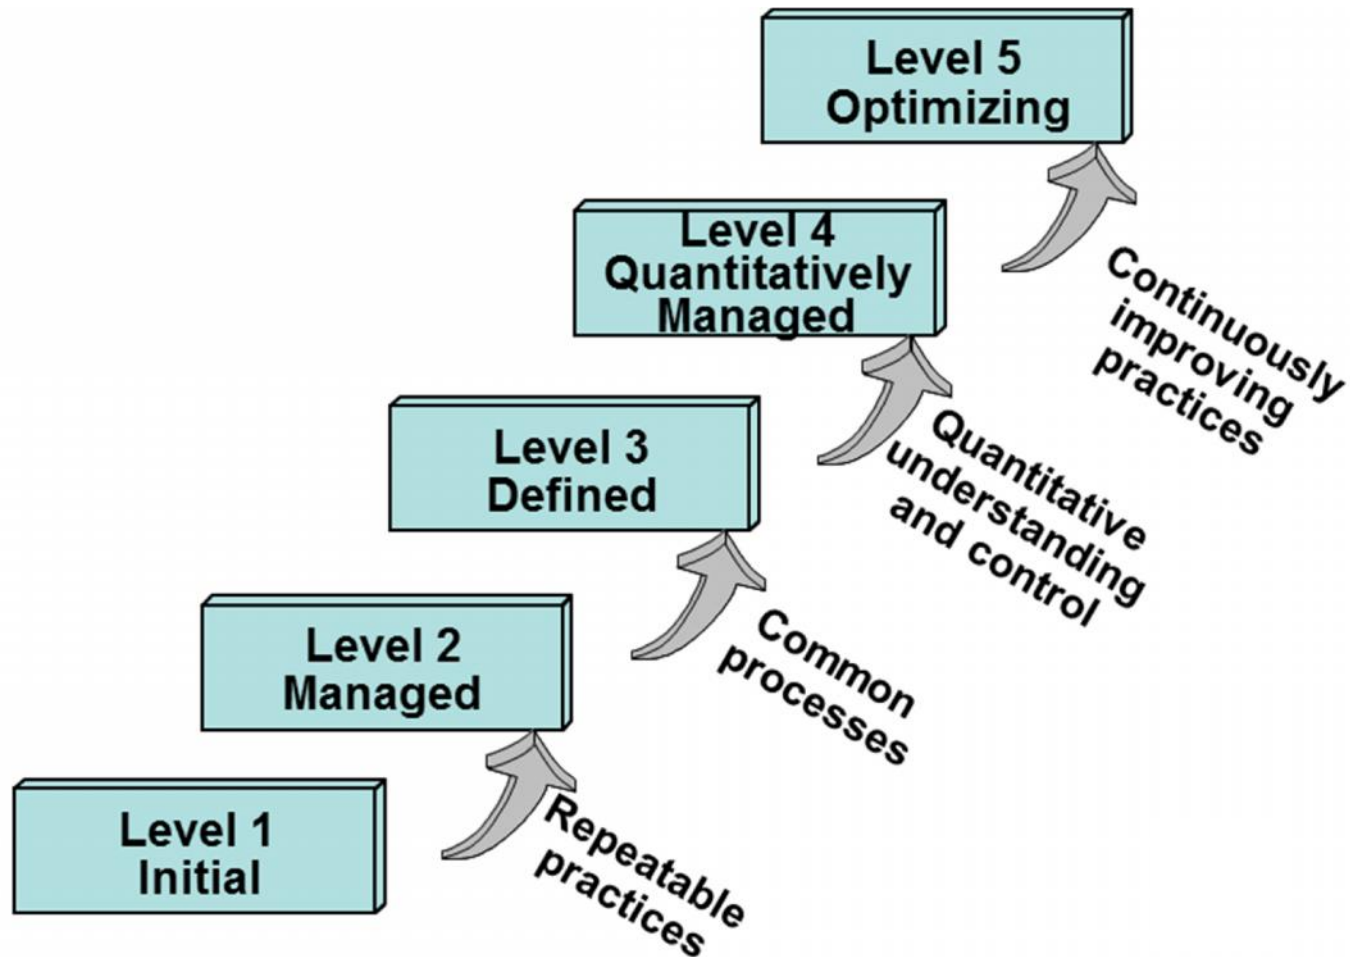 Level 5
Optimizing
Continuously
improving
practices
Level 4
Quantitatively
Managed
Quantitative
understanding
and control
Level 3
Defined
Common
processes
Level 2
Managed
Repeatable
practices
Level 1
Initial